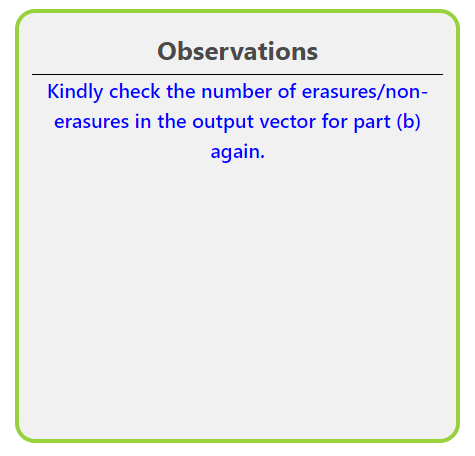 Observations
Kindly check the number of erasures/non-
erasures in the output vector for part (b)
again.